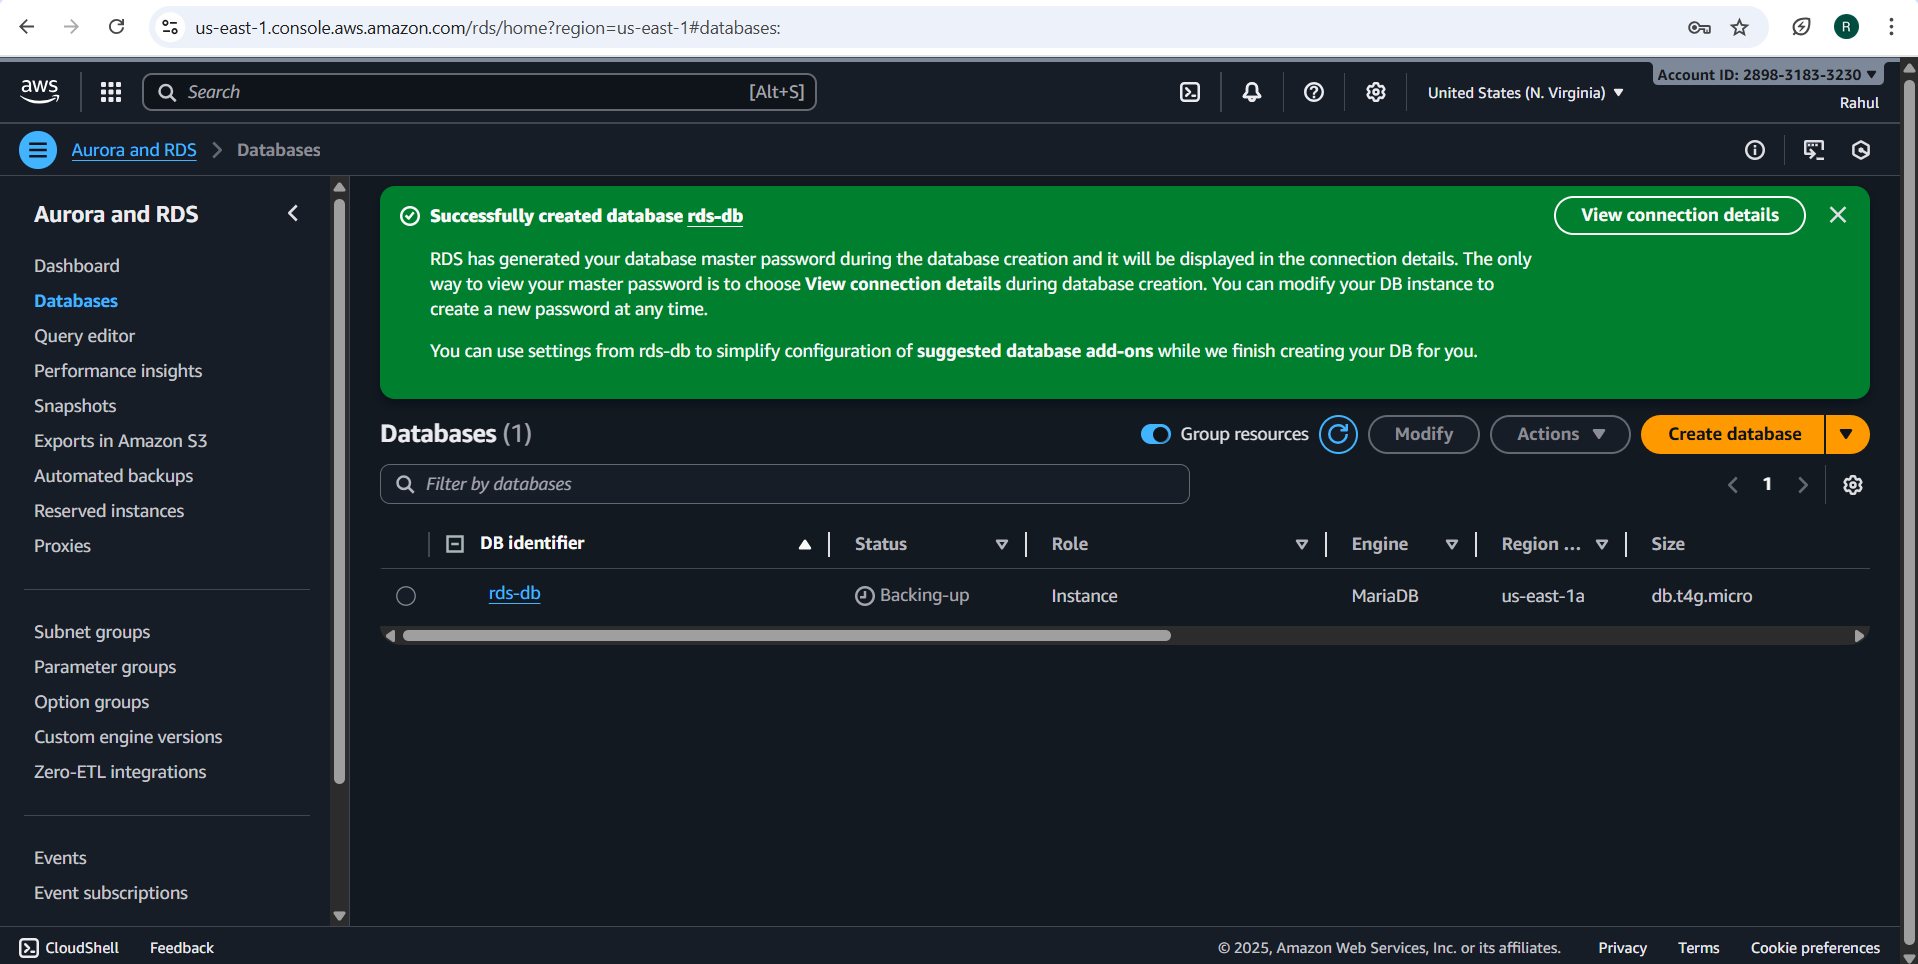 us-east-1.console.aws.amazon.com/rds/home?region=us-east-1#databases:
R
aws
Search
[Alt+S]
United States (N. Virginia)
Account ID: 2898-3183-3230
Rahul
Aurora and RDS
Databases
Aurora and RDS
Dashboard
Databases
Query editor
Performance insights
Snapshots
Exports in Amazon S3
Automated backups
Reserved instances
Proxies
Subnet groups
Parameter groups
Option groups
Custom engine versions
Zero-ETL integrations
Events
Event subscriptions
Successfully created database rds-db
View connection details
RDS has generated your database master password during the database creation and it will be displayed in the connection details. The only
way to view your master password is to choose View connection details during database creation. You can modify your DB instance to
create a new password at any time.
You can use settings from rds-db to simplify configuration of suggested database add-ons while we finish creating your DB for you.
Databases (1)
Group resources
Modify
Actions
Create database
Filter by databases
1
DB identifier Status Role Engine Region ... Size
rds-db Backing-up Instance MariaDB us-east-1a db.t4g.micro
CloudShell
Feedback
© 2025, Amazon Web Services, Inc. or its affiliates.
Privacy
Terms
Cookie preferences